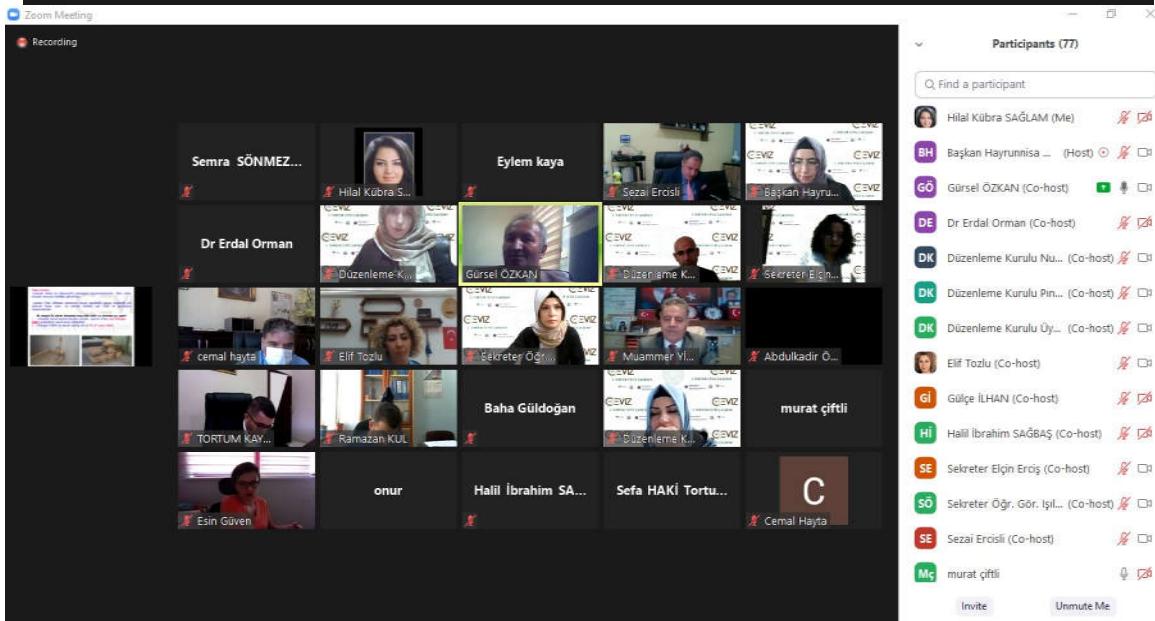 Zoom Meeting
Recording
Semra SÖNMEZ...
Hilal Kübra S...
Eylem kaya
Sezai Ercisli
Başkan Hayru...
CEVİZ
Dr Erdal Orman
Düzenleme K...
Gürsel ÖZKAN
Düzenleme K...
Sekreter Elçin...
cemal hayta
Elif Tozlu
Sekreter Öğr...
Muammer Yİ...
Abdulkadir Ö...
TORTUM KAY...
Ramazan KUL
Baha Güldoğan
Düzenleme K...
murat çiftli
Esin Güven
onur
Halil İbrahim SA...
Sefa HAKİ Tortu...
C
Cemal Hayta
Participants (77)
Find a participant
Hilal Kübra SAĞLAM (Me)
BH Başkan Hayrunnisa ... (Host)
GÖ Gürsel ÖZKAN (Co-host)
DE Dr Erdal Orman (Co-host)
DK Düzenleme Kurulu Nu... (Co-host)
DK Düzenleme Kurulu Pın... (Co-host)
DK Düzenleme Kurulu Üy... (Co-host)
Elif Tozlu (Co-host)
Gİ Gülçe İLHAN (Co-host)
Hİ Halil İbrahim SAĞBAŞ (Co-host)
SE Sekreter Elçin Erciş (Co-host)
SÖ Sekreter Öğr. Gör. Işıl... (Co-host)
SE Sezai Ercisli (Co-host)
Mç murat çiftli
Invite
Unmute Me